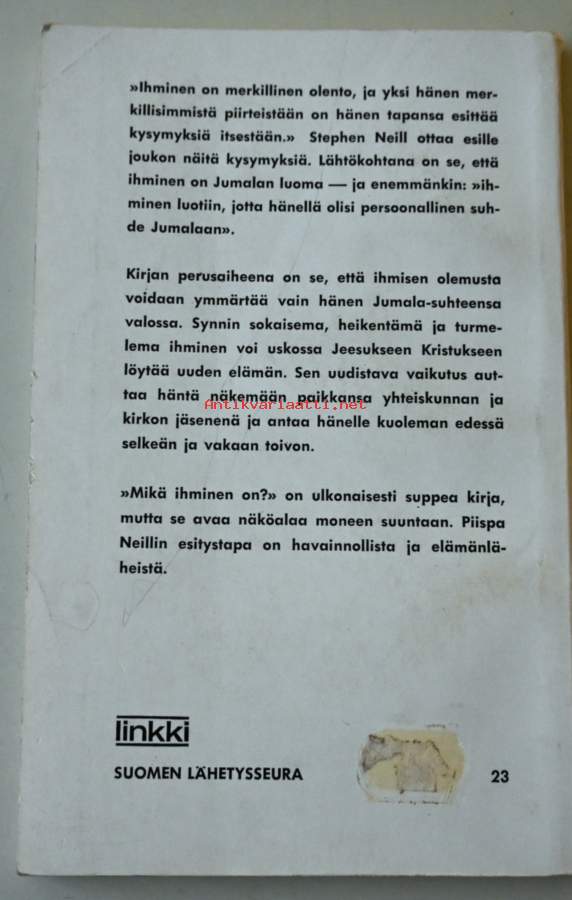 »Ihminen on merkillinen olento, ja yksi hänen mer-
killisimmistä piirteistään on hänen tapansa esittää
kysymyksiä itsestään.» Stephen Neill ottaa esille
joukon näitä kysymyksiä. Lähtökohtana on se, että
ihminen on Jumalan luoma — ja enemmänkin: »ih-
minen luotiin, jotta hänellä olisi persoonallinen suh-
de Jumalaan».
Kirjan perusaiheena on se, että ihmisen olemusta
voidaan ymmärtää vain hänen Jumala-suhteensa
valossa. Synnin sokaisema, heikentämä ja turme-
lema ihminen voi uskossa Jeesukseen Kristukseen
löytää uuden elämän. Sen uudistava vaikutus aut-
taa häntä näkemään paikkansa yhteiskunnan ja
Antikvariaatti.net
kirkon jäsenenä ja antaa hänelle kuoleman edessä
selkeän ja vakaan toivon.
»Mikä ihminen on?» on ulkonaisesti suppea kirja,
mutta se avaa näköalaa moneen suuntaan. Piispa
Neillin esitystapa on havainnollista ja elämänlä-
heistä.
linkki
SUOMEN LÄHETYSSEURA
23